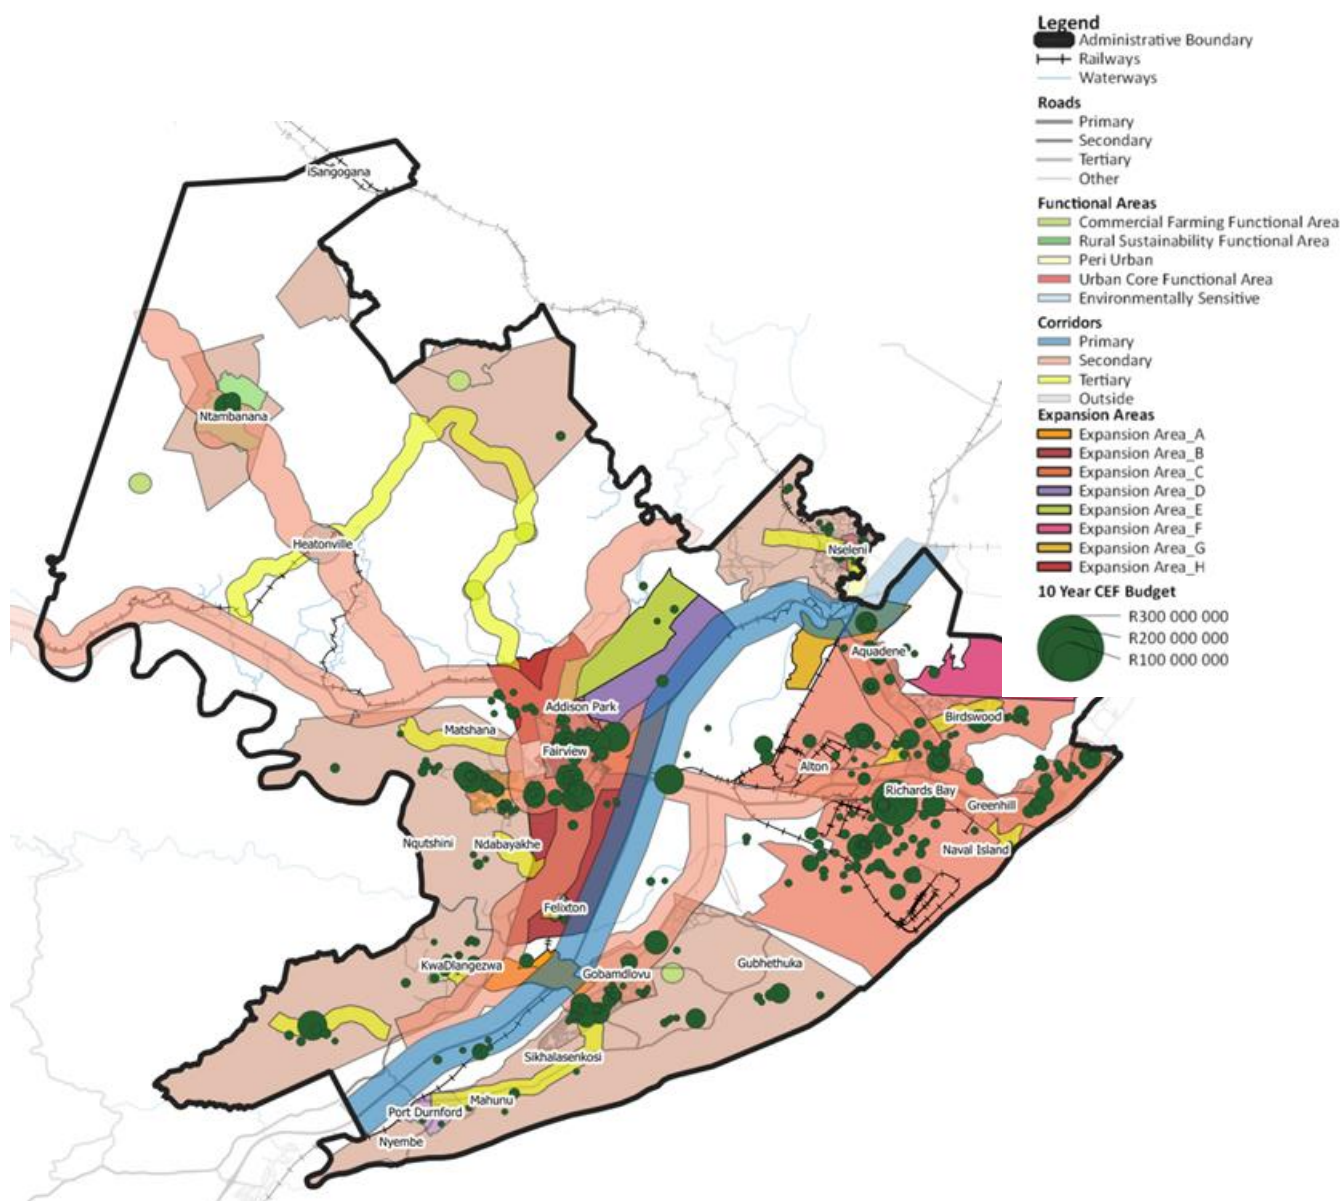 Legend
Administrative Boundary
Railways
Waterways
Roads
Primary
Secondary
Tertiary
Other
Functional Areas
Commercial Farming Functional Area
Rural Sustainability Functional Area
Peri Urban
Urban Core Functional Area
Environmentally Sensitive
Corridors
Primary
Secondary
Tertiary
Outside
Expansion Areas
Expansion Area_A
Expansion Area_B
Expansion Area_C
Expansion Area_D
Expansion Area_E
Expansion Area_F
Expansion Area_G
Expansion Area_H
10 Year CEF Budget
R300 000 000
R200 000 000
R100 000 000
iSangogana
Ntambanana
Heatonville
Nseleni
Aquadene
Addison Park
Birdswood
Matshana
Fairview
Alton
Richards Bay
Greenhill
Nqutshini
Ndabayakhe
Naval Island
Felixton
KwaDlangezwa
Gobamdlovu
Gubhethuka
Sikhalasenkosi
Mahunu
Port Durnford
Nyembe